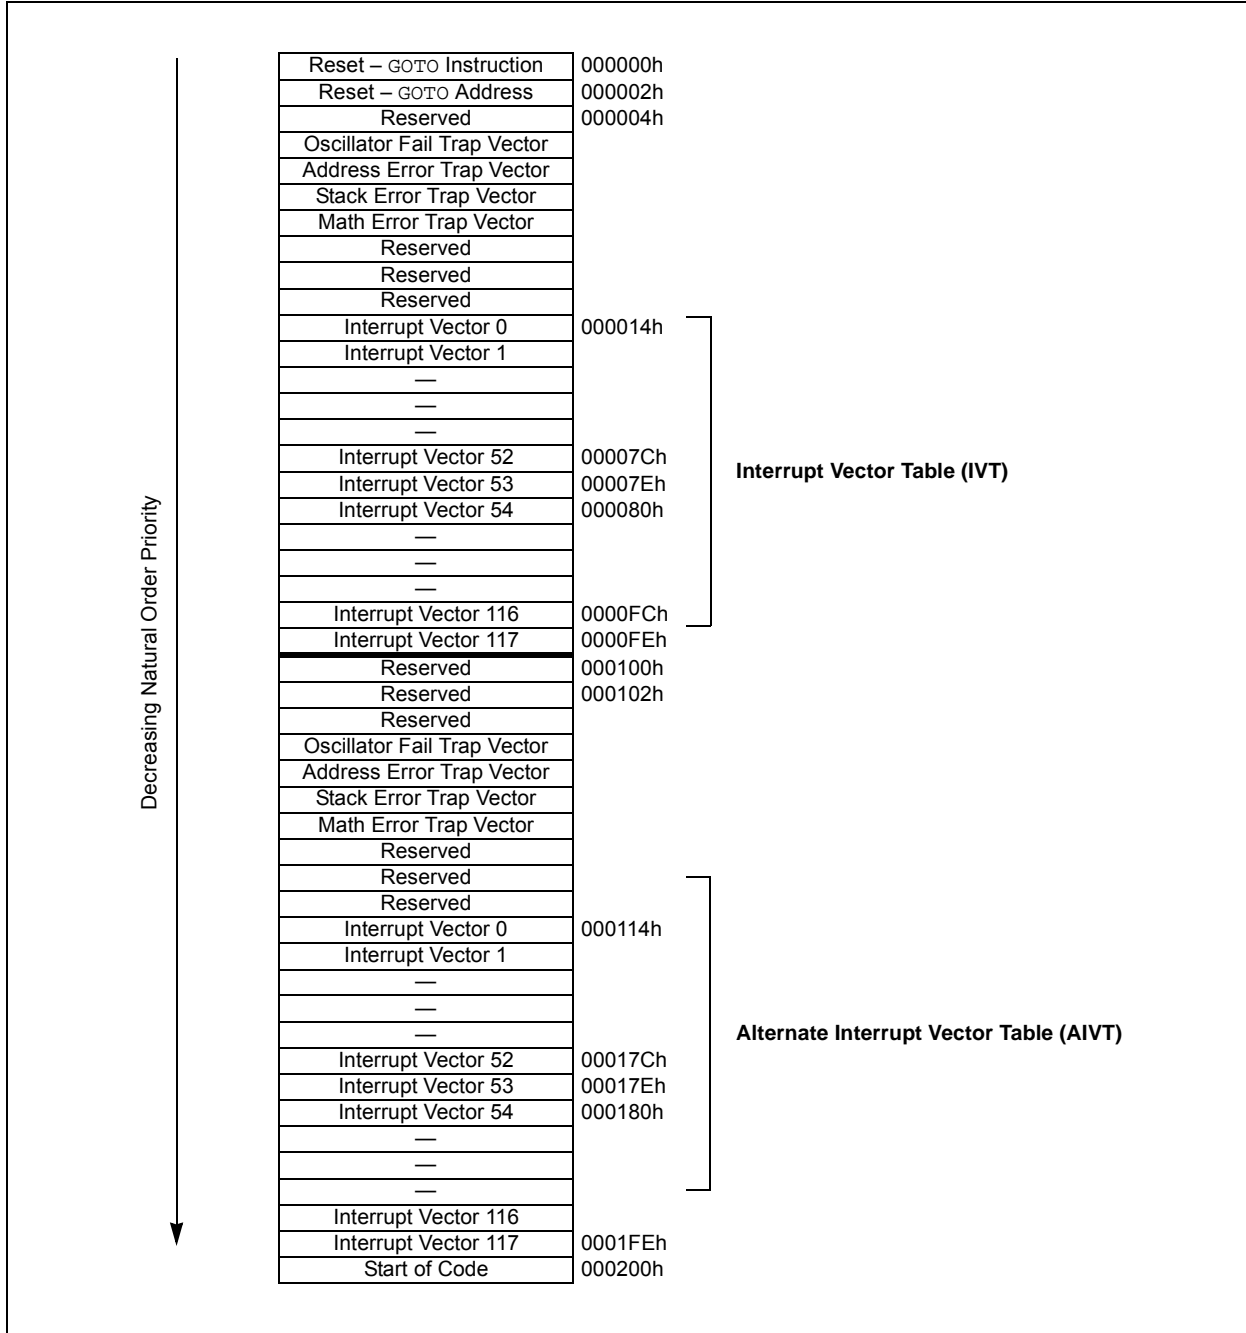 Reset – GOTO Instruction 000000h
Reset – GOTO Address 000002h
Reserved 000004h
Oscillator Fail Trap Vector
Address Error Trap Vector
Stack Error Trap Vector
Math Error Trap Vector
Reserved
Reserved
Reserved
Interrupt Vector 0 000014h
Interrupt Vector 1
—
—
—
Interrupt Vector 52 00007Ch
Interrupt Vector 53 00007Eh
Interrupt Vector 54 000080h
—
—
—
Interrupt Vector 116 0000FCh
Interrupt Vector 117 0000FEh
Reserved 000100h
Reserved 000102h
Reserved
Oscillator Fail Trap Vector
Address Error Trap Vector
Stack Error Trap Vector
Math Error Trap Vector
Reserved
Reserved
Reserved
Interrupt Vector 0 000114h
Interrupt Vector 1
—
—
—
Interrupt Vector 52 00017Ch
Interrupt Vector 53 00017Eh
Interrupt Vector 54 000180h
—
—
—
Interrupt Vector 116
Interrupt Vector 117 0001FEh
Start of Code 000200h
Decreasing Natural Order Priority
Interrupt Vector Table (IVT)
Alternate Interrupt Vector Table (AIVT)